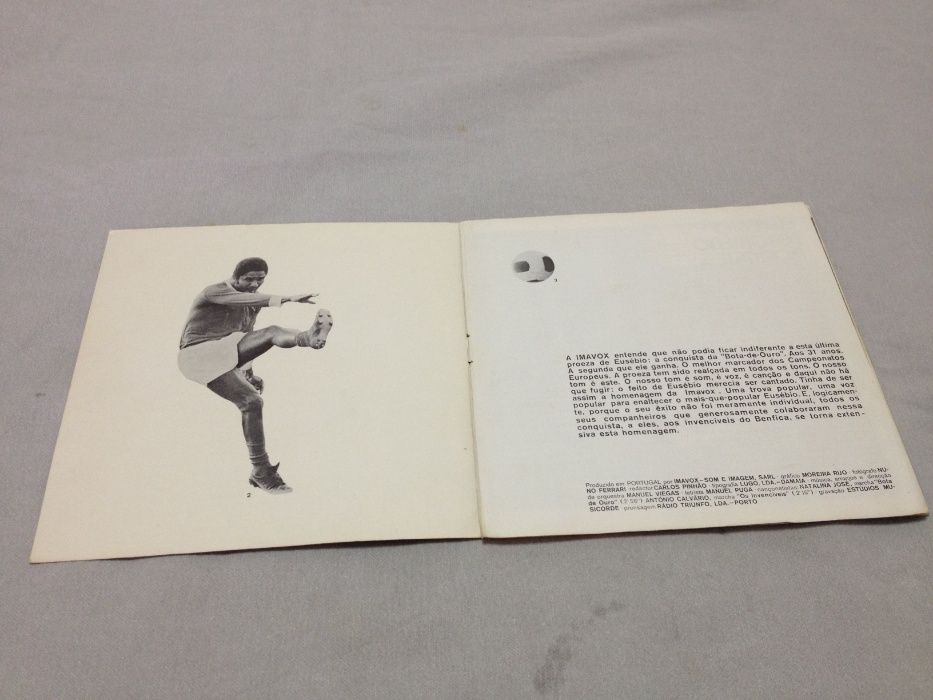 2
3
A IMAVOX entende que não podia ficar indiferente a esta última
proeza de Eusébio: a conquista da "Bota-de-Ouro". Aos 31 anos.
A segunda que ele ganha. O melhor marcador dos Campeonatos
Europeus. A proeza tem sido realçada em todos os tons. O nosso
tom é este. O nosso tom é som, é voz, é canção e daqui não há
que fugir: o feito de Eusébio merecia ser cantado. Tinha de ser
assim a homenagem da Imavox. Uma trova popular, uma voz
popular para enaltecer o mais-que-popular Eusébio. E, logicamen-
te, porque o seu êxito não foi meramente individual, todos os
seus companheiros que generosamente colaboraram nessa
conquista, a eles, aos invencíveis do Benfica, se torna exten-
siva esta homenagem.
Produzido em PORTUGAL por IMAVOX-SOM E IMAGEM, SARL · gráfico MOREIRA RIJO · fotógrafo NU-
NO FERRARI · redactor CARLOS PINHÃO · tipografia LUGO, LDA.-DAMAIA · música, arranjos e direcção
de orquestra MANUEL VIEGAS · letrista MANUEL PUGA · cançonetistas: NATALINA JOSÉ, marcha "Bota
de Ouro" ANTÓNIO CALVÁRIO, marcha "Os Invencíveis" · gravação ESTÚDIOS MU-
SICORDE · prensagem RÁDIO TRIUNFO, LDA.-PORTO